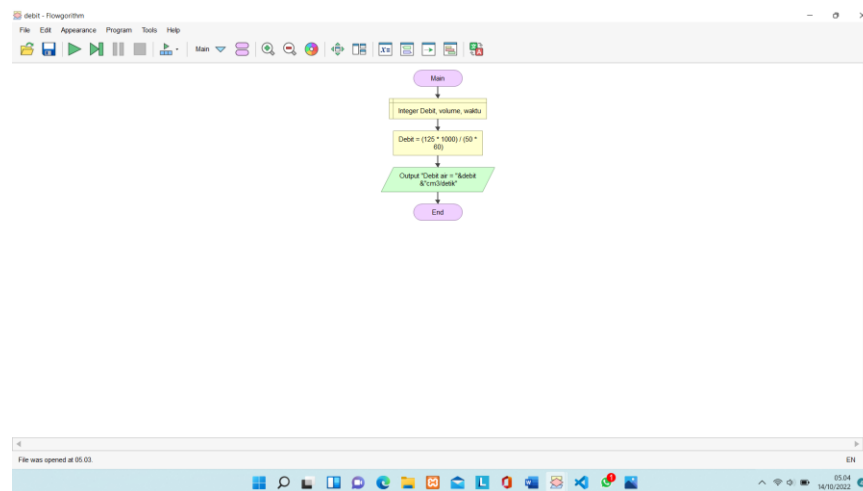 debit - Flowgorithm
File Edit Appearance Program Tools Help
Main
Main
Integer Debit, volume, waktu
Debit = (125 * 1000) / (50 *
60)
Output "Debit air = "&debit
&"cm3/detik"
End
File was opened at 05.03.
EN
05.04
14/10/2022